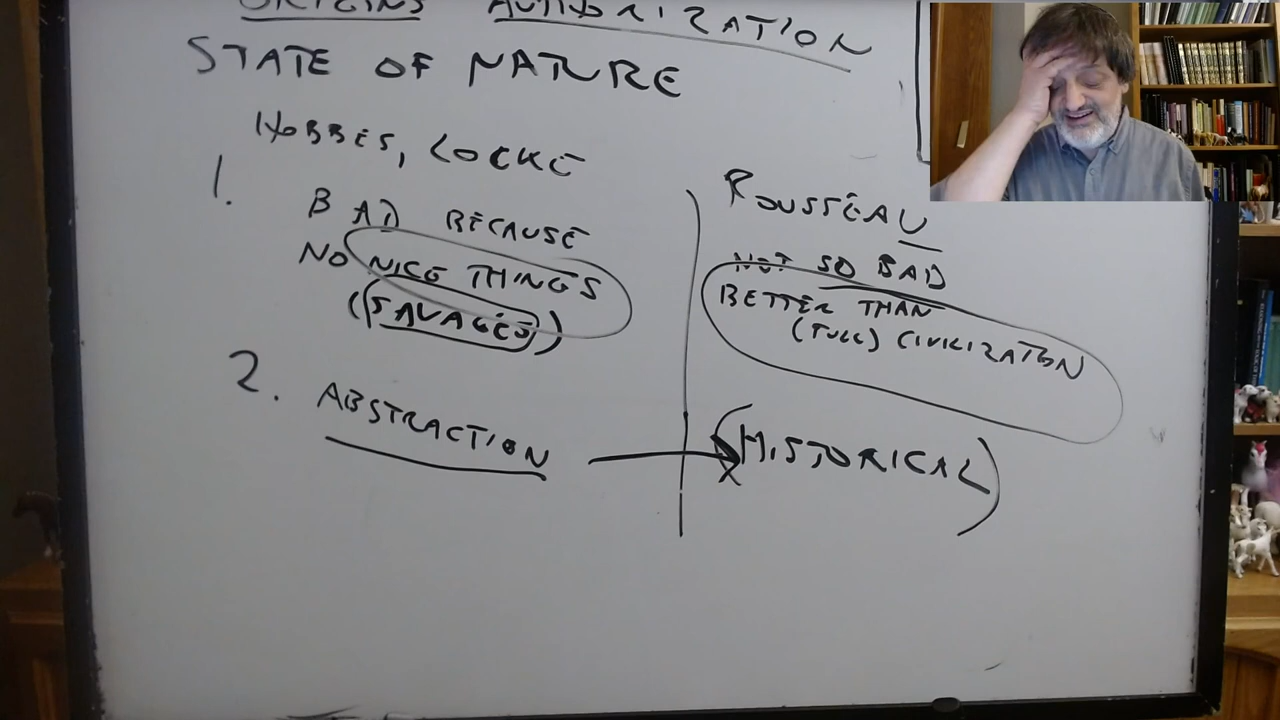 ORIGINS AUTHORIZATION
STATE OF NATURE
HOBBES, LOCKE
1.
BAD BECAUSE
NO NICE THINGS
(SAVAGES)
2. ABSTRACTION
ROUSSEAU
NOT SO BAD
BETTER THAN
(FULL) CIVILIZATION
(HISTORICAL)